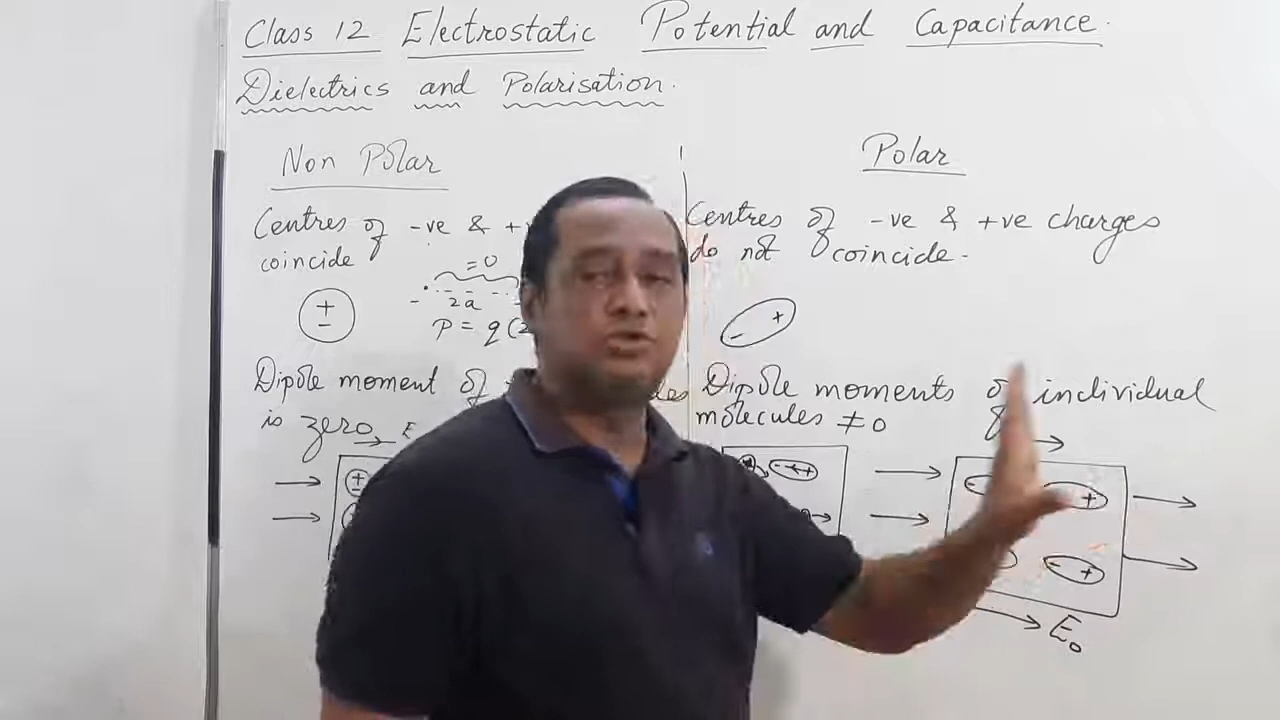 Class 12 Electrostatic Potential and Capacitance.
Dielectrics and Polarisation.
Non Polar
Centres of -ve &
coincide
= 0
- 2a
P = q(2
+
-
Dipole moment of
is zero
E
±
Polar
Centres of -ve & +ve charges
do not coincide.
- +
Dipole moments of individual
molecules ≠ 0
- +
-
+
- +
E₀